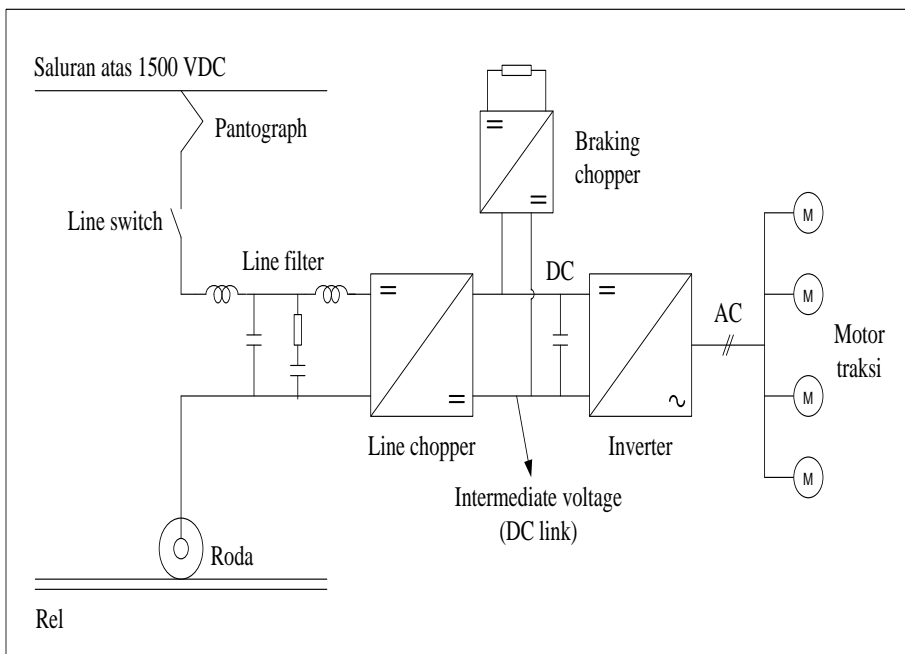 Saluran atas 1500 VDC
Pantograph
Braking
chopper
Line switch
M
Line filter
DC
M
AC
Motor
traksi
M
Line chopper
Inverter
M
Intermediate voltage
(DC link)
Roda
Rel